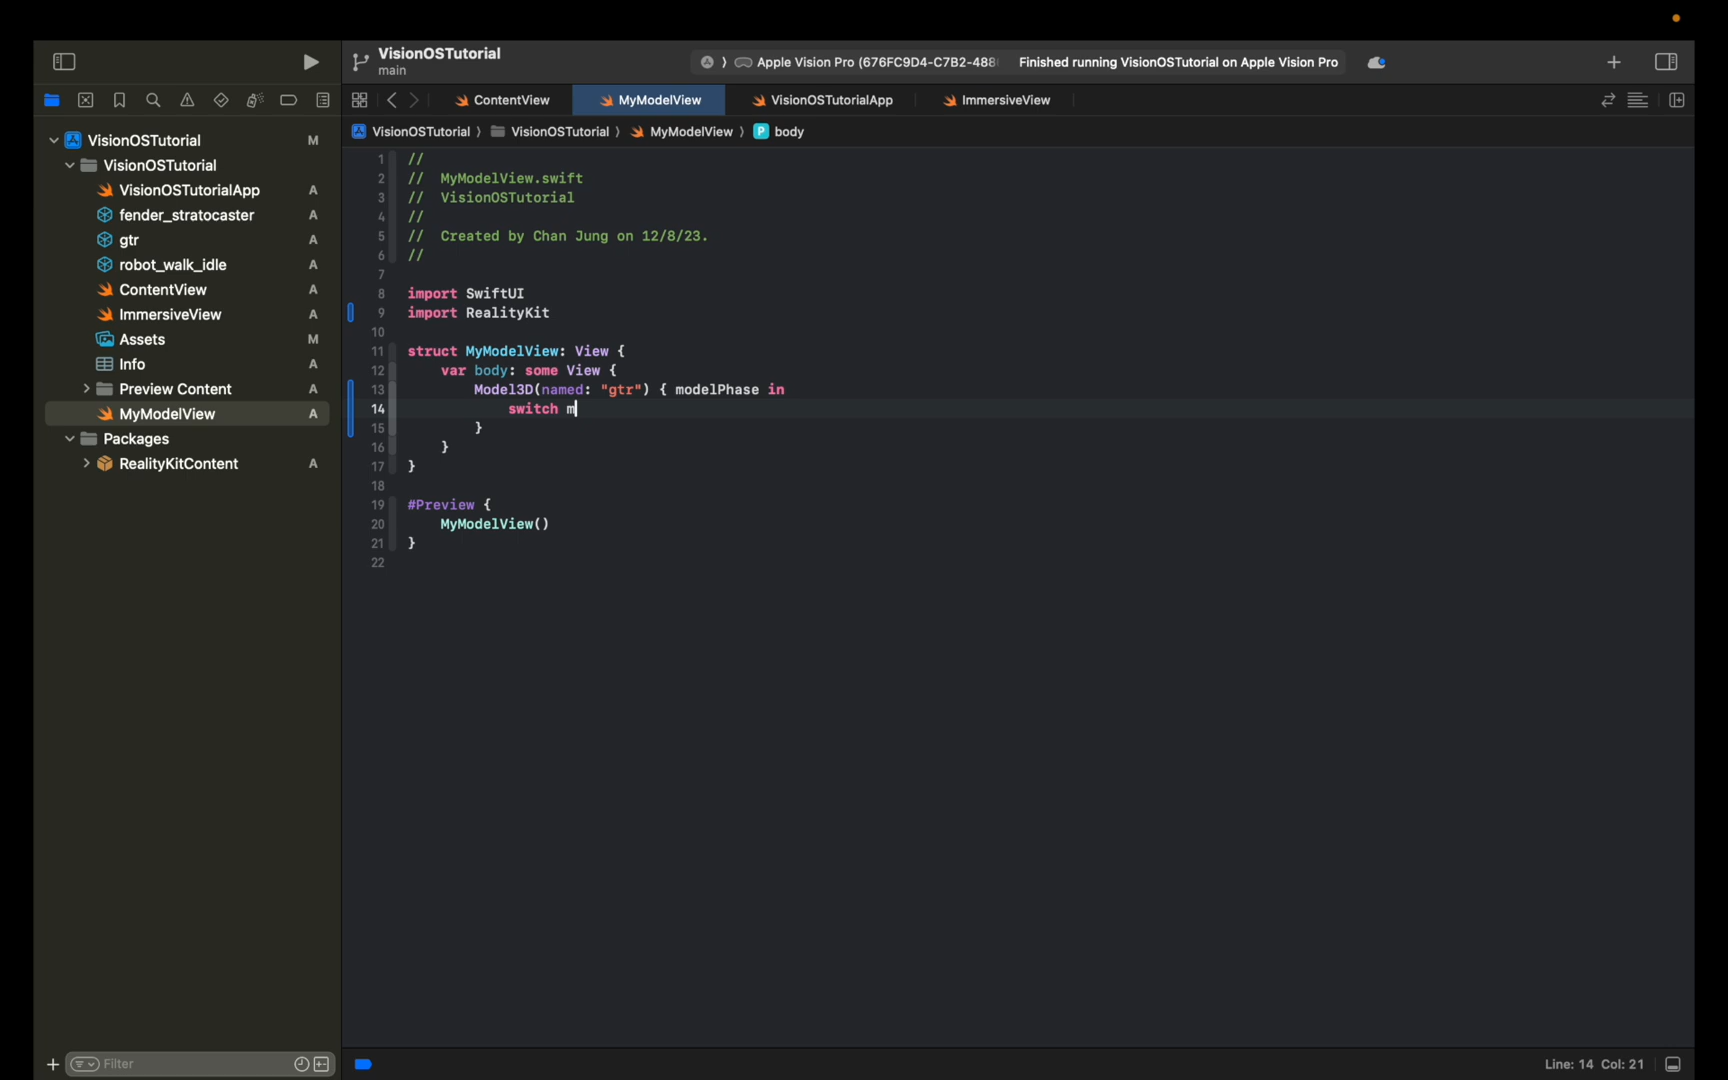 VisionOSTutorial
main
Apple Vision Pro (676FC9D4-C7B2-488
Finished running VisionOSTutorial on Apple Vision Pro
ContentView
MyModelView
VisionOSTutorialApp
ImmersiveView
VisionOSTutorial
VisionOSTutorial
MyModelView
P
body
VisionOSTutorial M
VisionOSTutorial
VisionOSTutorialApp A
fender_stratocaster A
gtr A
robot_walk_idle A
ContentView A
ImmersiveView A
Assets M
Info A
Preview Content A
MyModelView A
Packages
RealityKitContent A
1 //
2 //  MyModelView.swift
3 //  VisionOSTutorial
4 //
5 //  Created by Chan Jung on 12/8/23.
6 //
7
8 import SwiftUI
9 import RealityKit
10
11 struct MyModelView: View {
12     var body: some View {
13         Model3D(named: "gtr") { modelPhase in
14             switch m
15         }
16     }
17 }
18
19 #Preview {
20     MyModelView()
21 }
22
Filter
Line: 14 Col: 21